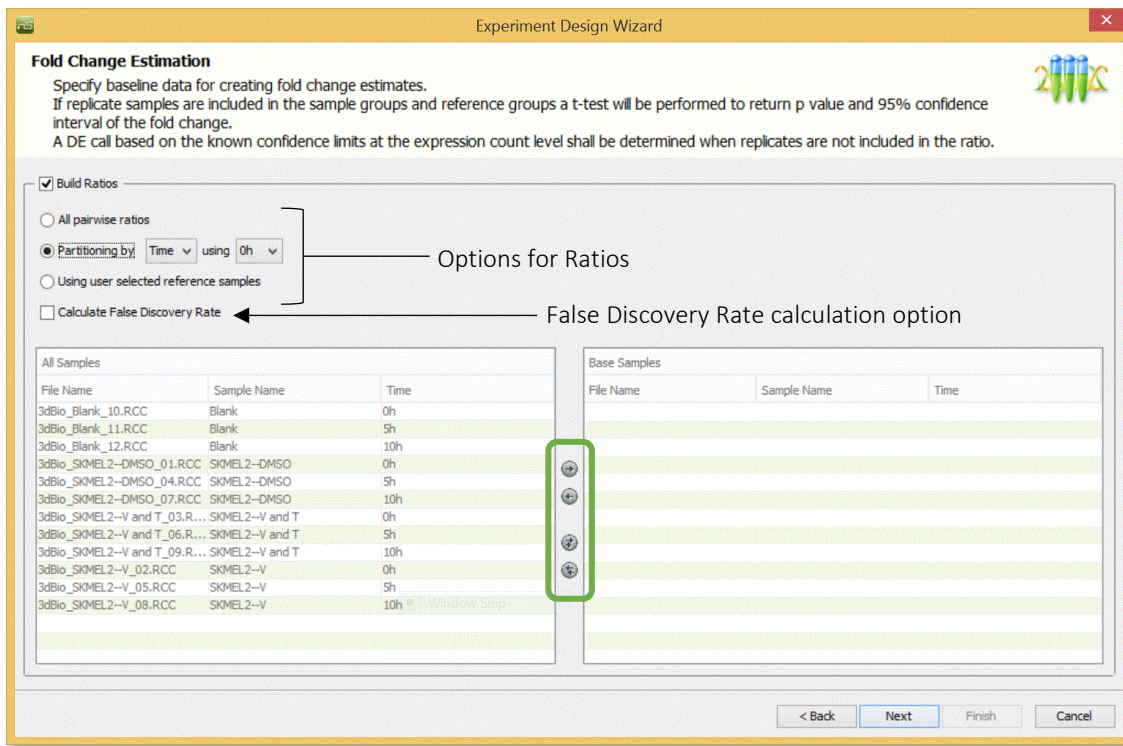 Experiment Design Wizard
Fold Change Estimation
Specify baseline data for creating fold change estimates.
If replicate samples are included in the sample groups and reference groups a t-test will be performed to return p value and 95% confidence
interval of the fold change.
A DE call based on the known confidence limits at the expression count level shall be determined when replicates are not included in the ratio.
Build Ratios
All pairwise ratios
Partitioning by Time using 0h
Options for Ratios
Using user selected reference samples
Calculate False Discovery Rate
False Discovery Rate calculation option
All Samples
Base Samples
File Name Sample Name Time
File Name Sample Name Time
3dBio_Blank_10.RCC Blank 0h
3dBio_Blank_11.RCC Blank 5h
3dBio_Blank_12.RCC Blank 10h
3dBio_SKMEL2--DMSO_01.RCC SKMEL2--DMSO 0h
3dBio_SKMEL2--DMSO_04.RCC SKMEL2--DMSO 5h
3dBio_SKMEL2--DMSO_07.RCC SKMEL2--DMSO 10h
3dBio_SKMEL2--V and T_03.R... SKMEL2--V and T 0h
3dBio_SKMEL2--V and T_06.R... SKMEL2--V and T 5h
3dBio_SKMEL2--V and T_09.R... SKMEL2--V and T 10h
3dBio_SKMEL2--V_02.RCC SKMEL2--V 0h
3dBio_SKMEL2--V_05.RCC SKMEL2--V 5h
3dBio_SKMEL2--V_08.RCC SKMEL2--V 10h
Window Snip
< Back Next Finish Cancel